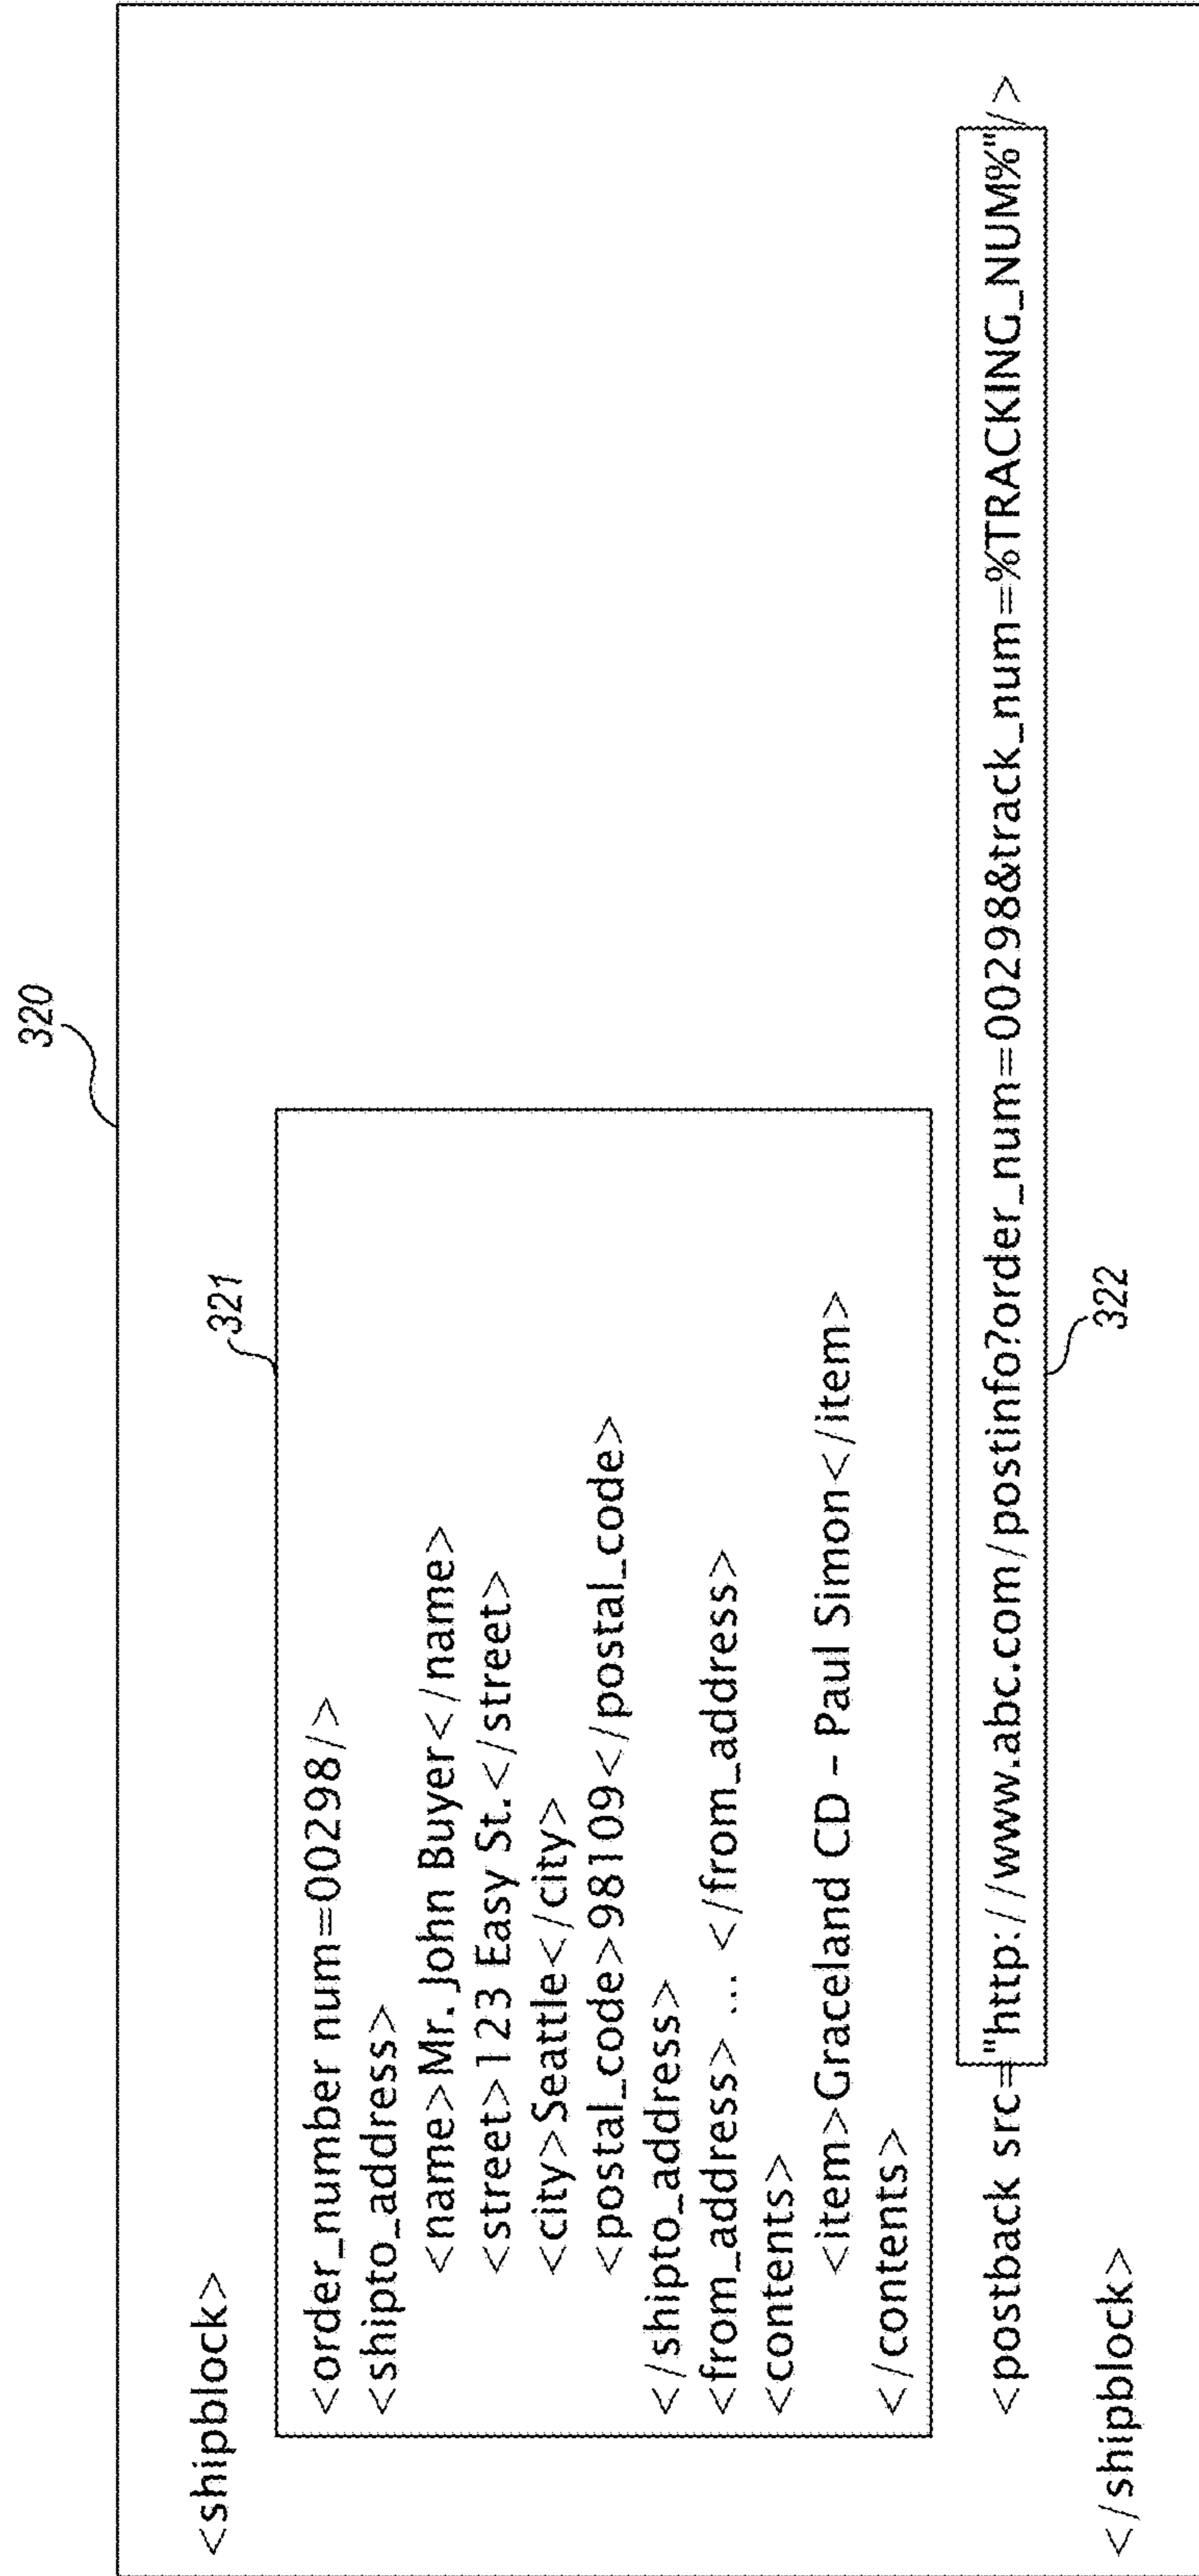 320
<shipblock>
321
<order_number num=00298/>
<shipto_address>
<name>Mr. John Buyer</name>
<street>123 Easy St.</street>
<city>Seattle</city>
<postal_code>98109</postal_code>
</shipto_address>
<from_address> ... </from_address>
<contents>
<item>Graceland CD – Paul Simon</item>
</contents>
<postback src="http://www.abc.com/postinfo?order_num=00298&track_num=%TRACKING_NUM%"/>
322
</shipblock>